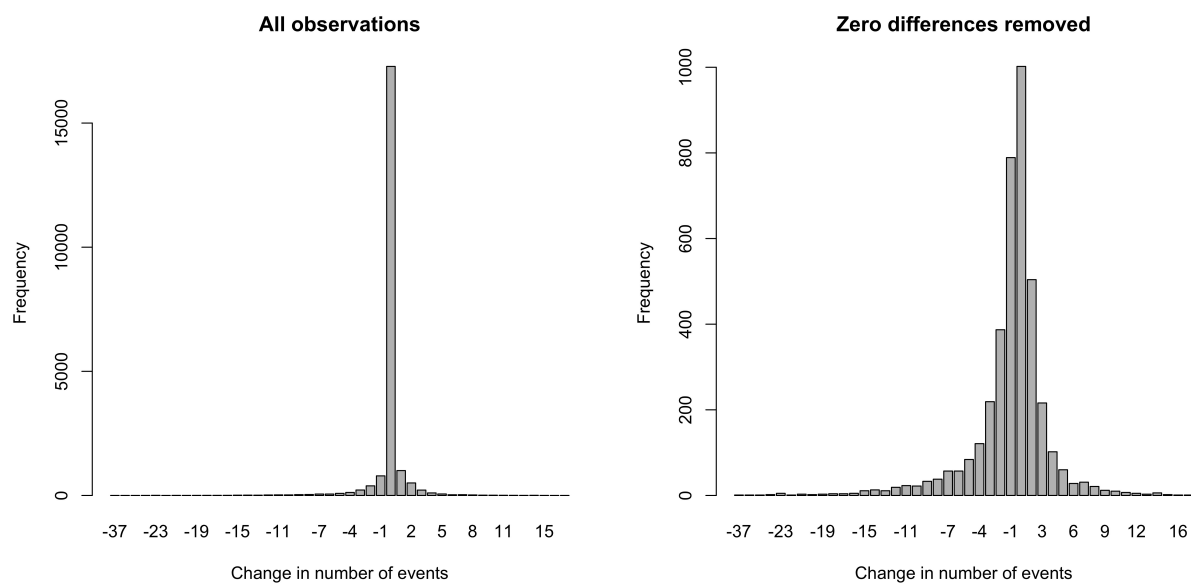 All observations
15000
10000
5000
0
Frequency
-37 -23 -19 -15 -11 -7 -4 -1 2 5 8 11 15
Change in number of events
Zero differences removed
1000
800
600
400
200
0
Frequency
-37 -23 -19 -15 -11 -7 -4 -1 3 6 9 12 16
Change in number of events